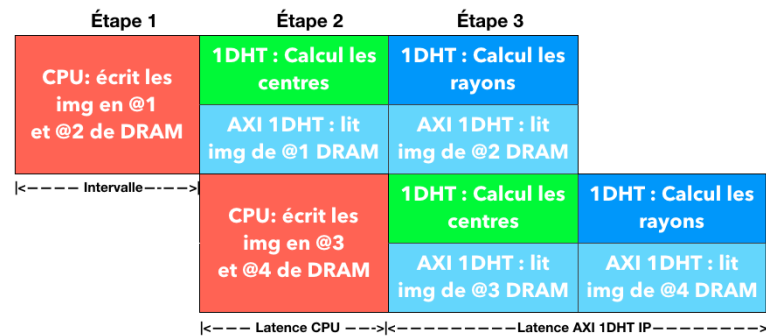 Étape 1
Étape 2
Étape 3
CPU: écrit les
img en @1
et @2 de DRAM
1DHT : Calcul les
centres
1DHT : Calcul les
rayons
AXI 1DHT : lit
img de @1 DRAM
AXI 1DHT : lit
img de @2 DRAM
|<———— Intervalle—-——>|
CPU: écrit les
img en @3
et @4 de DRAM
1DHT : Calcul les
centres
1DHT : Calcul les
rayons
AXI 1DHT : lit
img de @3 DRAM
AXI 1DHT : lit
img de @4 DRAM
|<———— Latence CPU ——->|<————————Latence AXI 1DHT IP———————>|